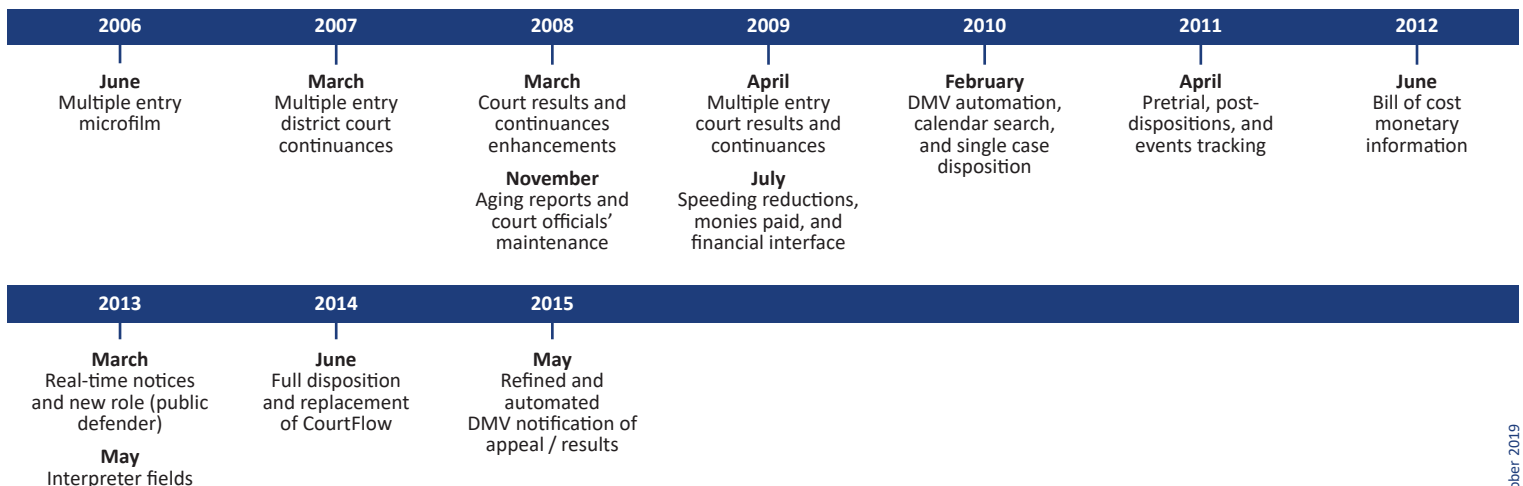 2006
2007
2008
2009
2010
2011
2012
June
Multiple entry
microfilm
March
Multiple entry
district court
continuances
March
Court results and
continuances
enhancements
November
Aging reports and
court officials’
maintenance
April
Multiple entry
court results and
continuances
July
Speeding reductions,
monies paid, and
financial interface
February
DMV automation,
calendar search,
and single case
disposition
April
Pretrial, post-
dispositions, and
events tracking
June
Bill of cost
monetary
information
2013
2014
2015
March
Real-time notices
and new role (public
defender)
May
Interpreter fields
June
Full disposition
and replacement
of CourtFlow
May
Refined and
automated
DMV notification of
appeal / results
2019